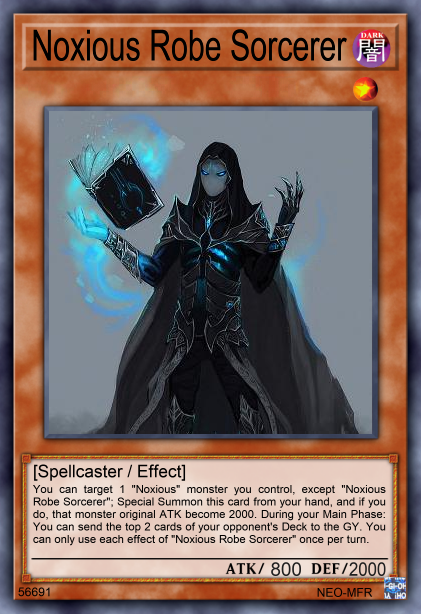 Noxious Robe Sorcerer
DARK
闇
[Spellcaster / Effect]
You can target 1 "Noxious" monster you control, except "Noxious
Robe Sorcerer"; Special Summon this card from your hand, and if you
do, that monster original ATK become 2000. During your Main Phase:
You can send the top 2 cards of your opponent's Deck to the GY. You
can only use each effect of "Noxious Robe Sorcerer" once per turn.
ATK/ 800 DEF/2000
56691 NEO-MFR